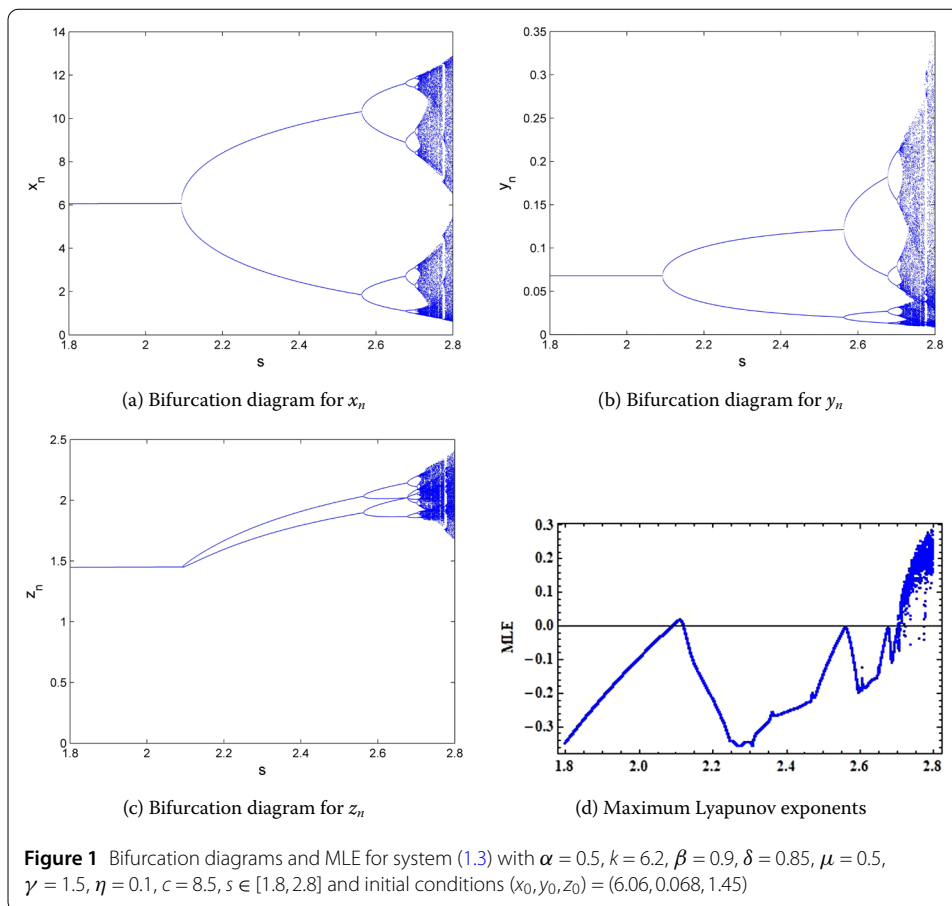 14
12
10
8
6
4
2
0
x_n
1.8 2 2.2 2.4 2.6 2.8
s
(a) Bifurcation diagram for x_n
0.35
0.3
0.25
0.2
0.15
0.1
0.05
0
y_n
1.8 2 2.2 2.4 2.6 2.8
s
(b) Bifurcation diagram for y_n
2.5
2
1.5
1
0.5
0
z_n
1.8 2 2.2 2.4 2.6 2.8
s
(c) Bifurcation diagram for z_n
0.3
0.2
0.1
0.0
−0.1
−0.2
−0.3
MLE
1.8 2.0 2.2 2.4 2.6 2.8
(d) Maximum Lyapunov exponents
Figure 1 Bifurcation diagrams and MLE for system (1.3) with α = 0.5, k = 6.2, β = 0.9, δ = 0.85, μ = 0.5,
γ = 1.5, η = 0.1, c = 8.5, s ∈ [1.8, 2.8] and initial conditions (x₀, y₀, z₀) = (6.06, 0.068, 1.45)